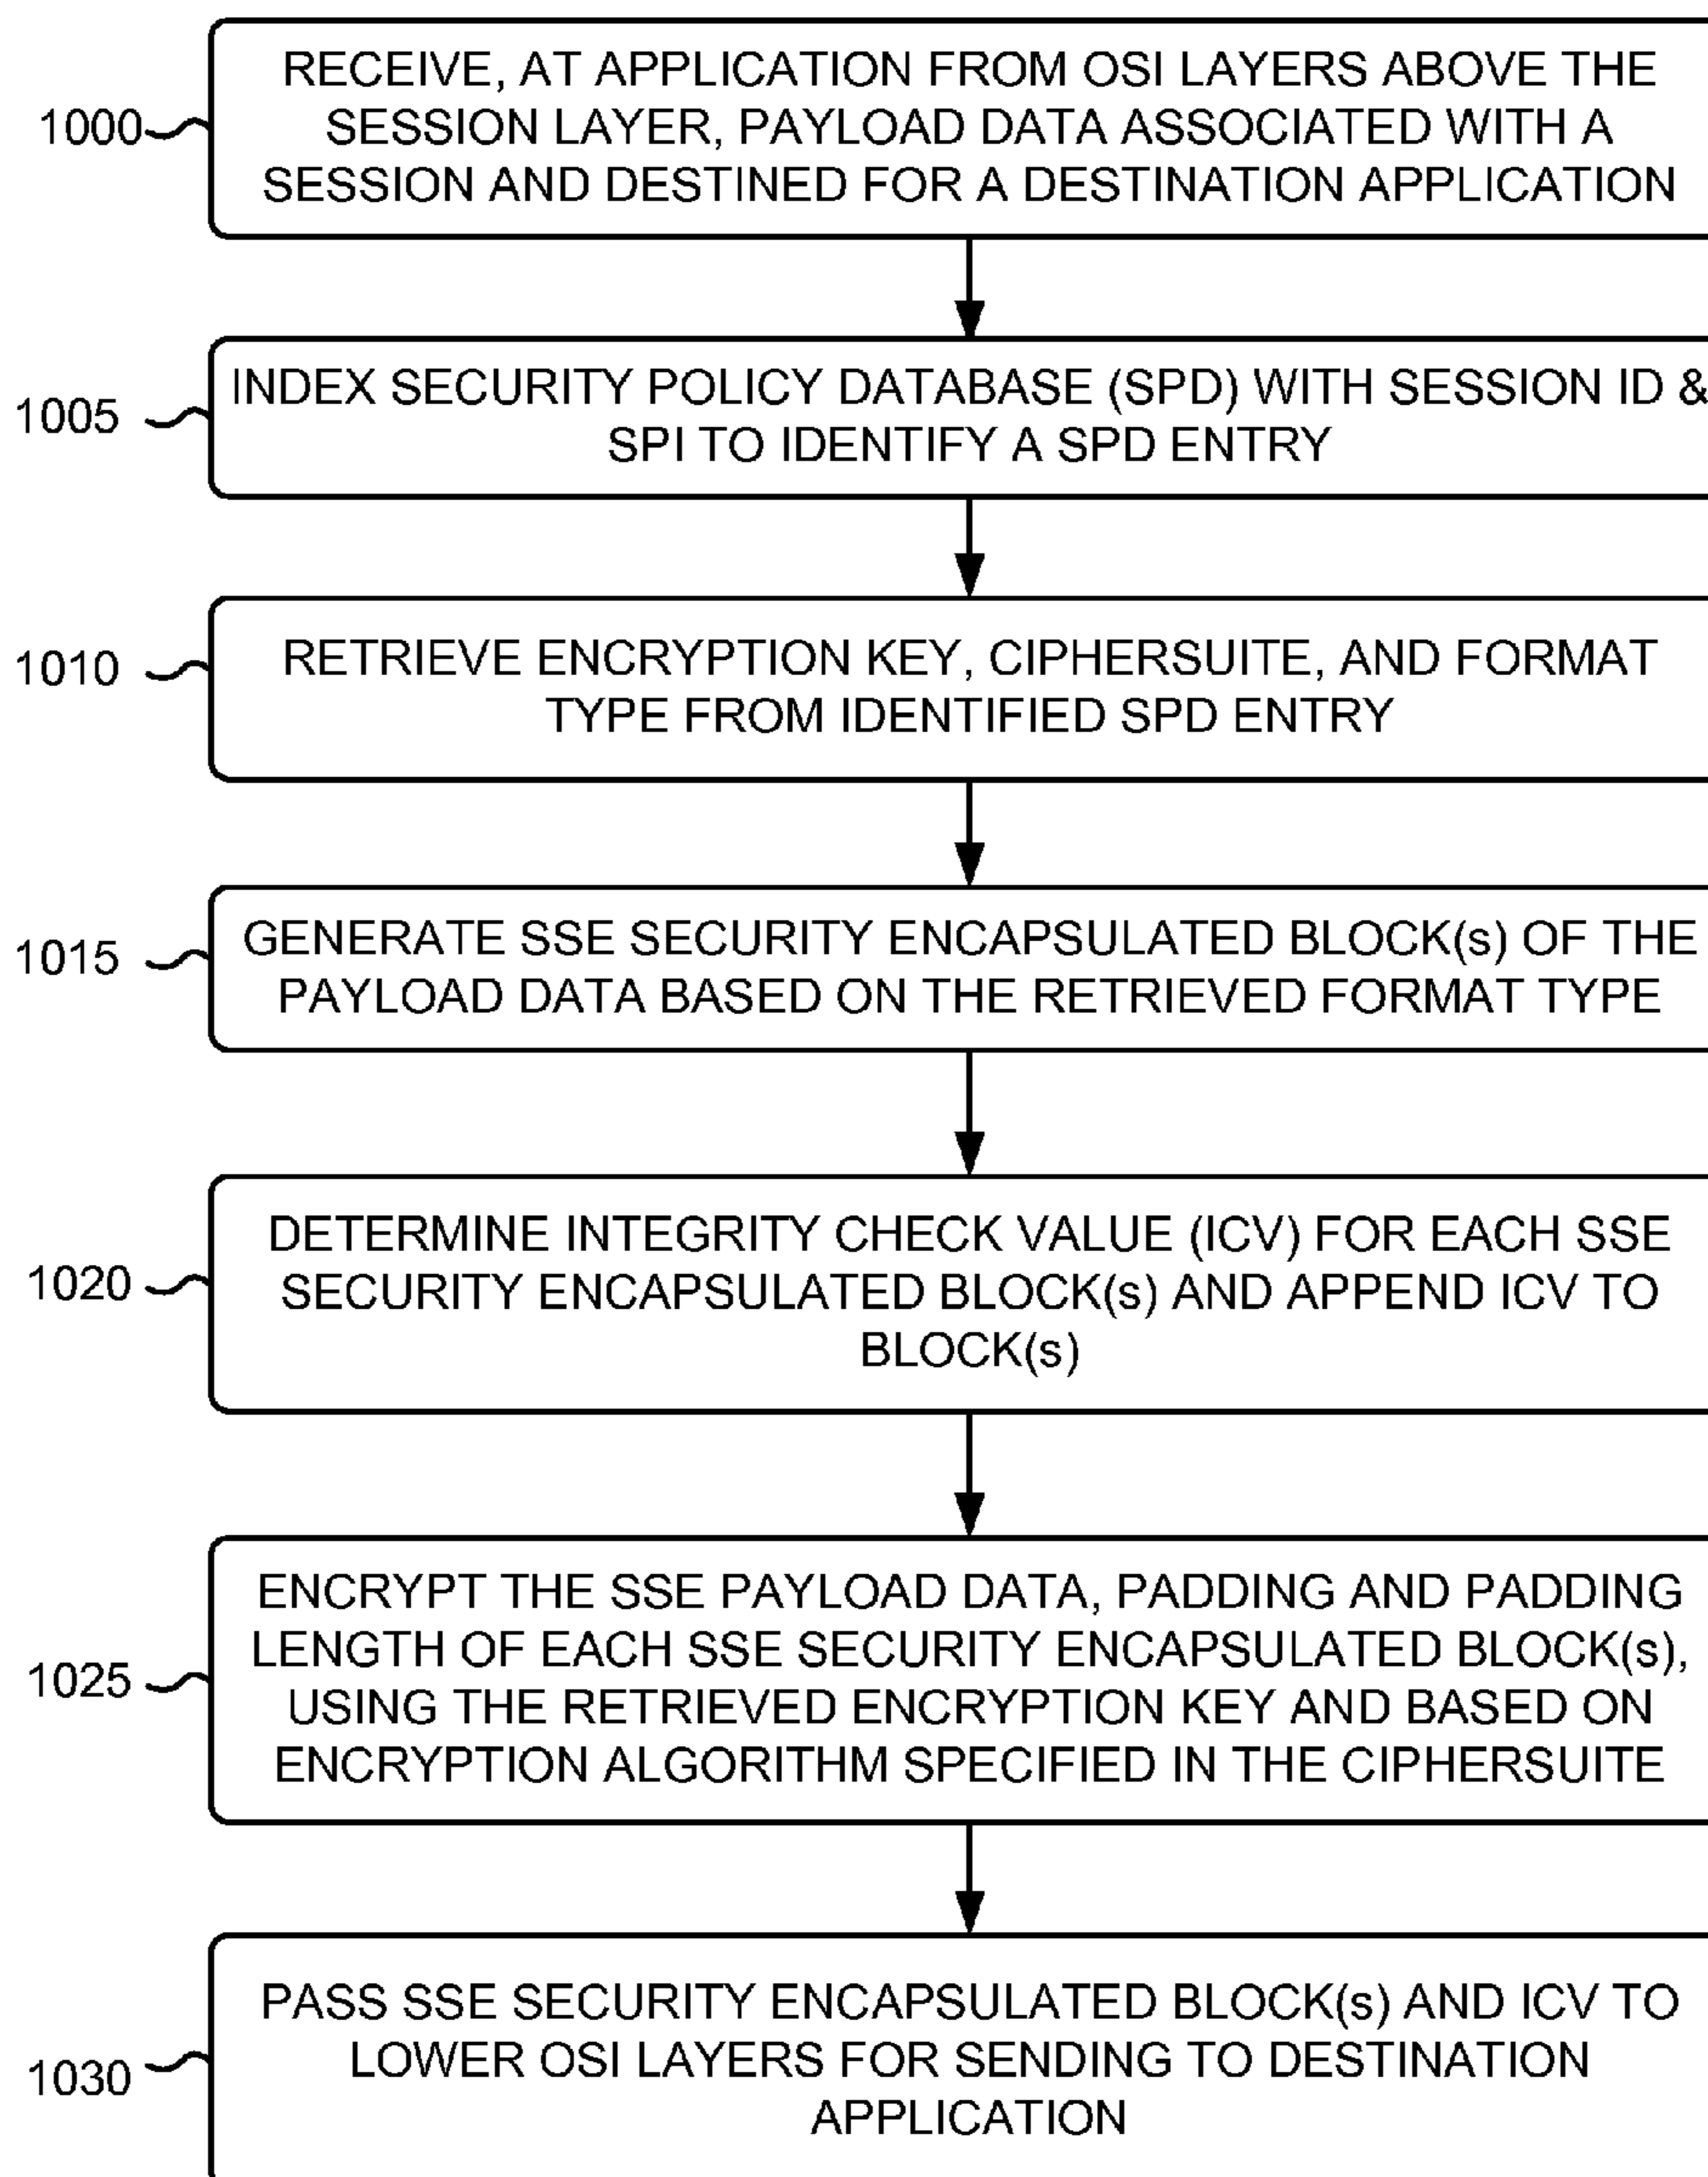 RECEIVE, AT APPLICATION FROM OSI LAYERS ABOVE THE
1000
SESSION LAYER, PAYLOAD DATA ASSOCIATED WITH A
SESSION AND DESTINED FOR A DESTINATION APPLICATION
INDEX SECURITY POLICY DATABASE (SPD) WITH SESSION ID &
1005
SPI TO IDENTIFY A SPD ENTRY
1010
RETRIEVE ENCRYPTION KEY, CIPHERSUITE, AND FORMAT
TYPE FROM IDENTIFIED SPD ENTRY
1015
GENERATE SSE SECURITY ENCAPSULATED BLOCK(s) OF THE
PAYLOAD DATA BASED ON THE RETRIEVED FORMAT TYPE
DETERMINE INTEGRITY CHECK VALUE (ICV) FOR EACH SSE
1020
SECURITY ENCAPSULATED BLOCK(s) AND APPEND ICV TO
BLOCK(s)
ENCRYPT THE SSE PAYLOAD DATA, PADDING AND PADDING
LENGTH OF EACH SSE SECURITY ENCAPSULATED BLOCK(s),
1025
USING THE RETRIEVED ENCRYPTION KEY AND BASED ON
ENCRYPTION ALGORITHM SPECIFIED IN THE CIPHERSUITE
PASS SSE SECURITY ENCAPSULATED BLOCK(s) AND ICV TO
LOWER OSI LAYERS FOR SENDING TO DESTINATION
1030
APPLICATION